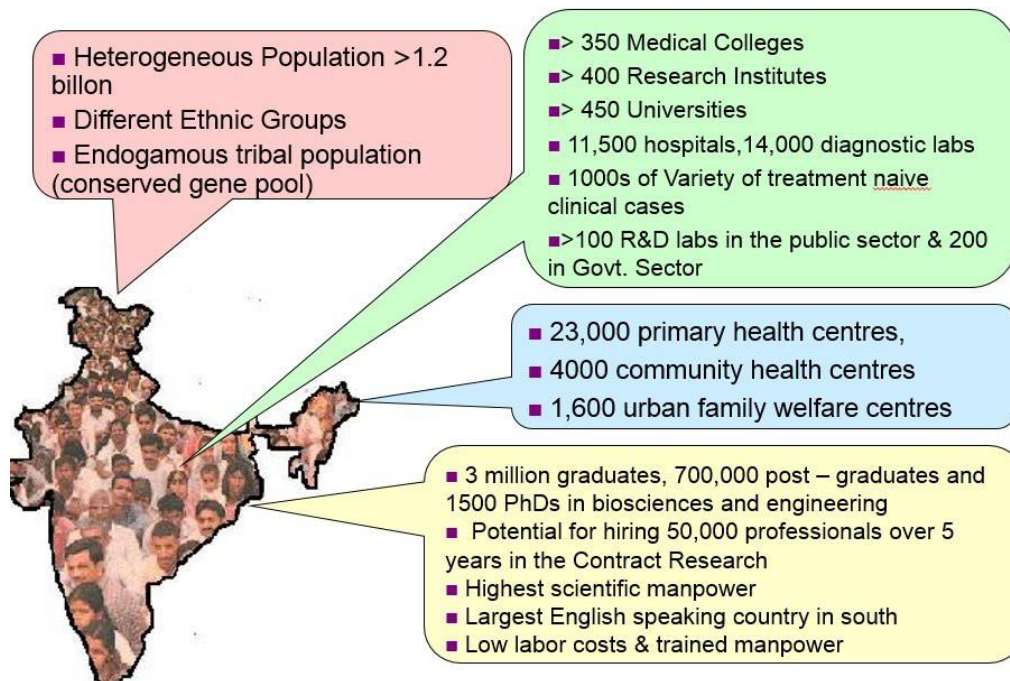 ■ Heterogeneous Population >1.2
billon
■ Different Ethnic Groups
■ Endogamous tribal population
(conserved gene pool)
■> 350 Medical Colleges
■> 400 Research Institutes
■> 450 Universities
■ 11,500 hospitals,14,000 diagnostic labs
■ 1000s of Variety of treatment naive
clinical cases
■>100 R&D labs in the public sector & 200
in Govt. Sector
■ 23,000 primary health centres,
■ 4000 community health centres
■ 1,600 urban family welfare centres
■ 3 million graduates, 700,000 post – graduates and
1500 PhDs in biosciences and engineering
■ Potential for hiring 50,000 professionals over 5
years in the Contract Research
■ Highest scientific manpower
■ Largest English speaking country in south
■ Low labor costs & trained manpower